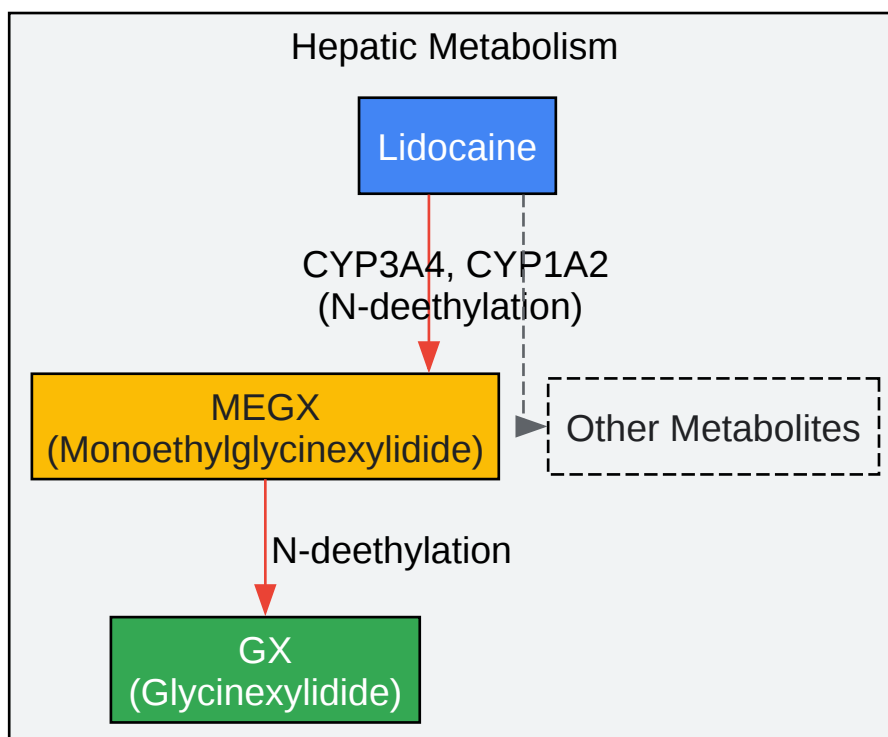 Hepatic Metabolism
Lidocaine
CYP3A4, CYP1A2
(N-deethylation)
MEGX
(Monoethylglycinexylidide)
Other Metabolites
N-deethylation
GX
(Glycinexylidide)